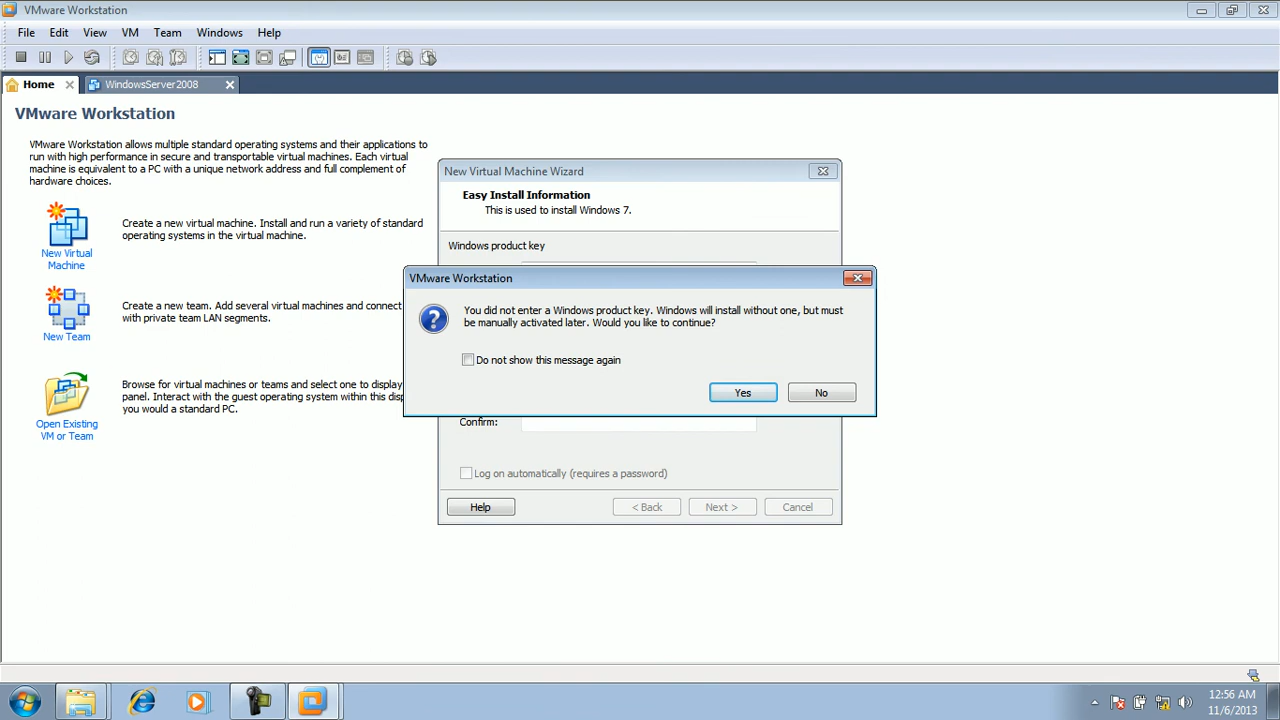 VMware Workstation
File Edit View VM Team Windows Help
Home WindowsServer2008
VMware Workstation
VMware Workstation allows multiple standard operating systems and their applications to
run with high performance in secure and transportable virtual machines. Each virtual
machine is equivalent to a PC with a unique network address and full complement of
hardware choices.
New Virtual
Machine
Create a new virtual machine. Install and run a variety of standard
operating systems in the virtual machine.
New Team
Create a new team. Add several virtual machines and connect
with private team LAN segments.
Open Existing
VM or Team
Browse for virtual machines or teams and select one to display
panel. Interact with the guest operating system within this
you would a standard PC.
New Virtual Machine Wizard
Easy Install Information
This is used to install Windows 7.
Windows product key
VMware Workstation
You did not enter a Windows product key. Windows will install without one, but must
be manually activated later. Would you like to continue?
Do not show this message again
Yes No
Confirm:
Log on automatically (requires a password)
Help < Back Next > Cancel
12:56 AM
11/6/2013